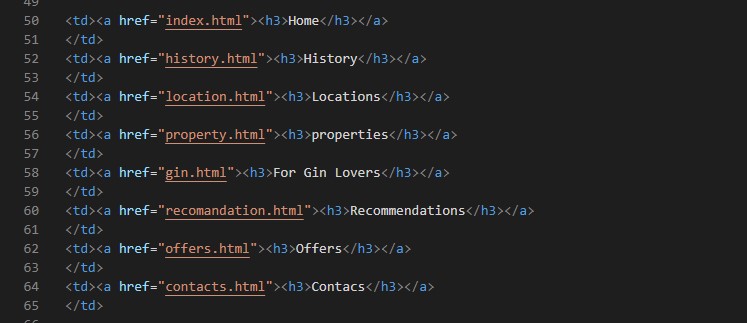 49
50 <td><a href="index.html"><h3>Home</h3></a>
51 </td>
52 <td><a href="history.html"><h3>History</h3></a>
53 </td>
54 <td><a href="location.html"><h3>Locations</h3></a>
55 </td>
56 <td><a href="property.html"><h3>properties</h3></a>
57 </td>
58 <td><a href="gin.html"><h3>For Gin Lovers</h3></a>
59 </td>
60 <td><a href="recomandation.html"><h3>Recommendations</h3></a>
61 </td>
62 <td><a href="offers.html"><h3>Offers</h3></a>
63 </td>
64 <td><a href="contacts.html"><h3>Contacs</h3></a>
65 </td>
66